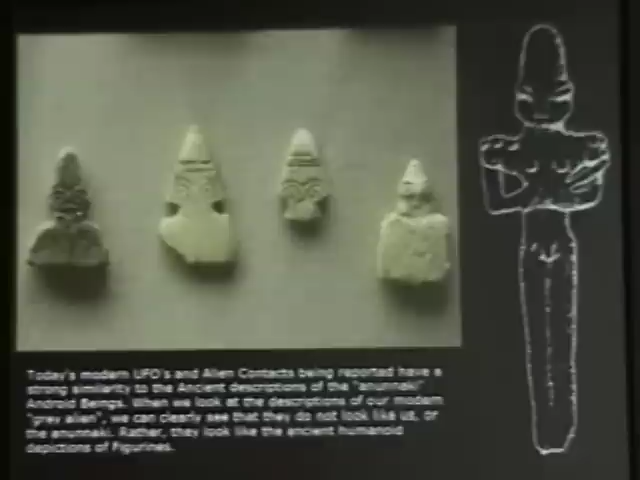 Today's modern UFO's and Alien Contacts being reported have a
strong similarity to the Ancient descriptions of the "anunnaki"
Android Beings. When we look at the descriptions of our modern
"grey alien", we can clearly see that they do not look like us, or
the anunnaki. Rather, they look like the ancient humanoid
depictions of Figurines.